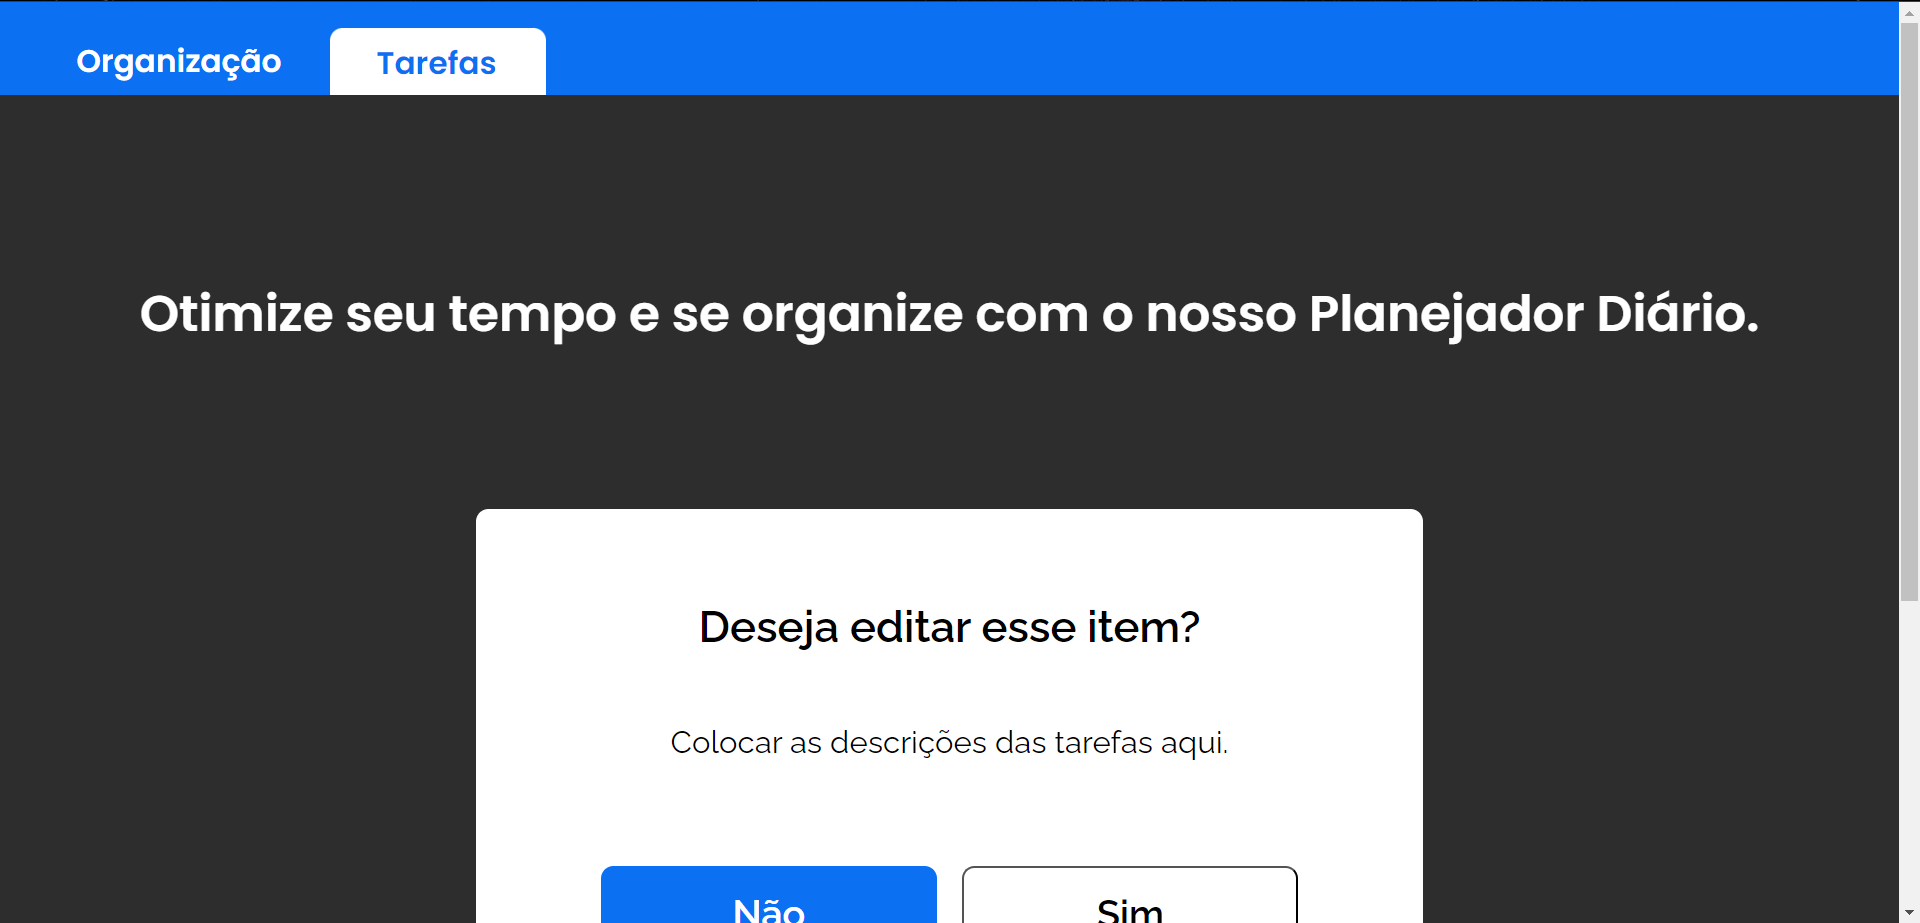 Organização
Tarefas
Otimize seu tempo e se organize com o nosso Planejador Diário.
Deseja editar esse item?
Colocar as descrições das tarefas aqui.
Não
Sim